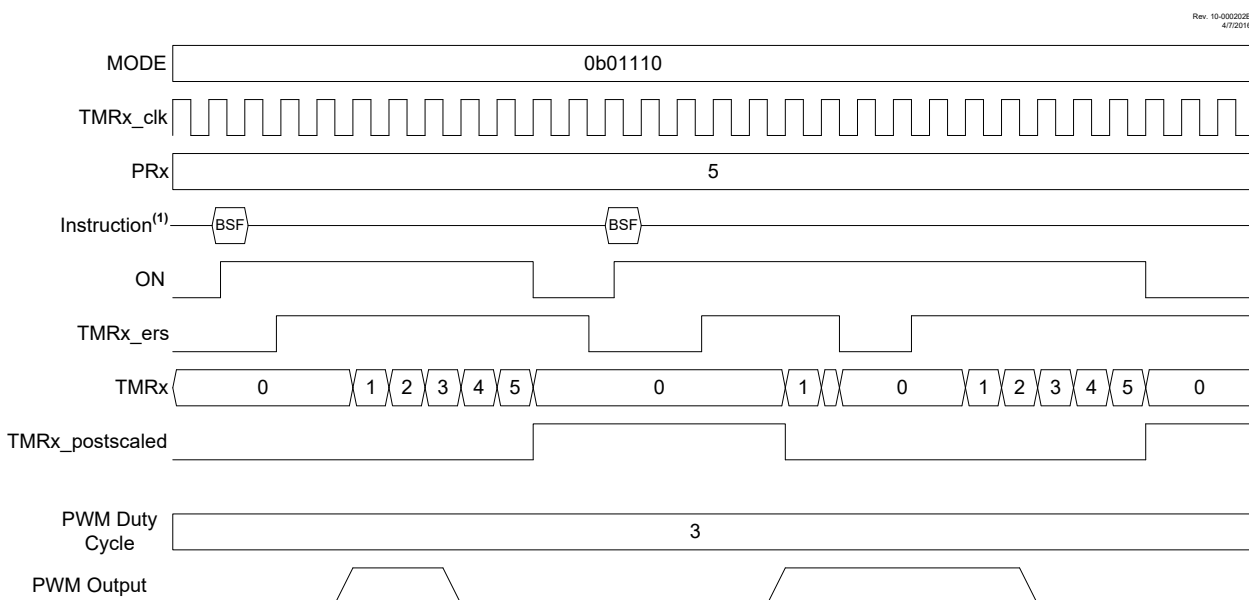 Rev. 10-000202B
4/7/2016
MODE 0b01110
TMRx_clk
PRx 5
Instruction(1) BSF BSF
ON
TMRx_ers
TMRx 0 1 2 3 4 5 0 1 0 1 2 3 4 5 0
TMRx_postscaled
PWM Duty
Cycle 3
PWM Output